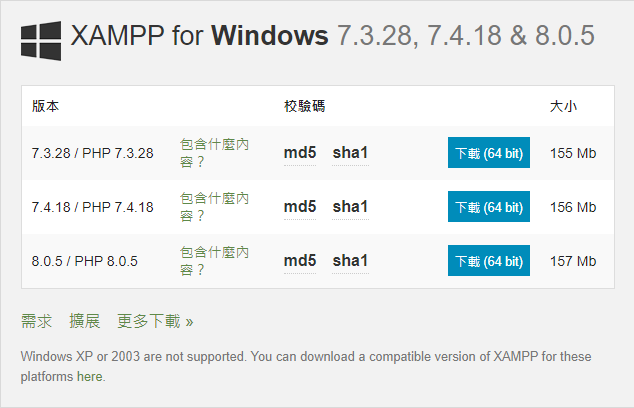 XAMPP for Windows 7.3.28, 7.4.18 & 8.0.5
版本 校驗碼 大小
7.3.28 / PHP 7.3.28 包含什麼內容？ md5 sha1 下載 (64 bit) 155 Mb
7.4.18 / PHP 7.4.18 包含什麼內容？ md5 sha1 下載 (64 bit) 156 Mb
8.0.5 / PHP 8.0.5 包含什麼內容？ md5 sha1 下載 (64 bit) 157 Mb
需求 擴展 更多下載 »
Windows XP or 2003 are not supported. You can download a compatible version of XAMPP for these
platforms here.